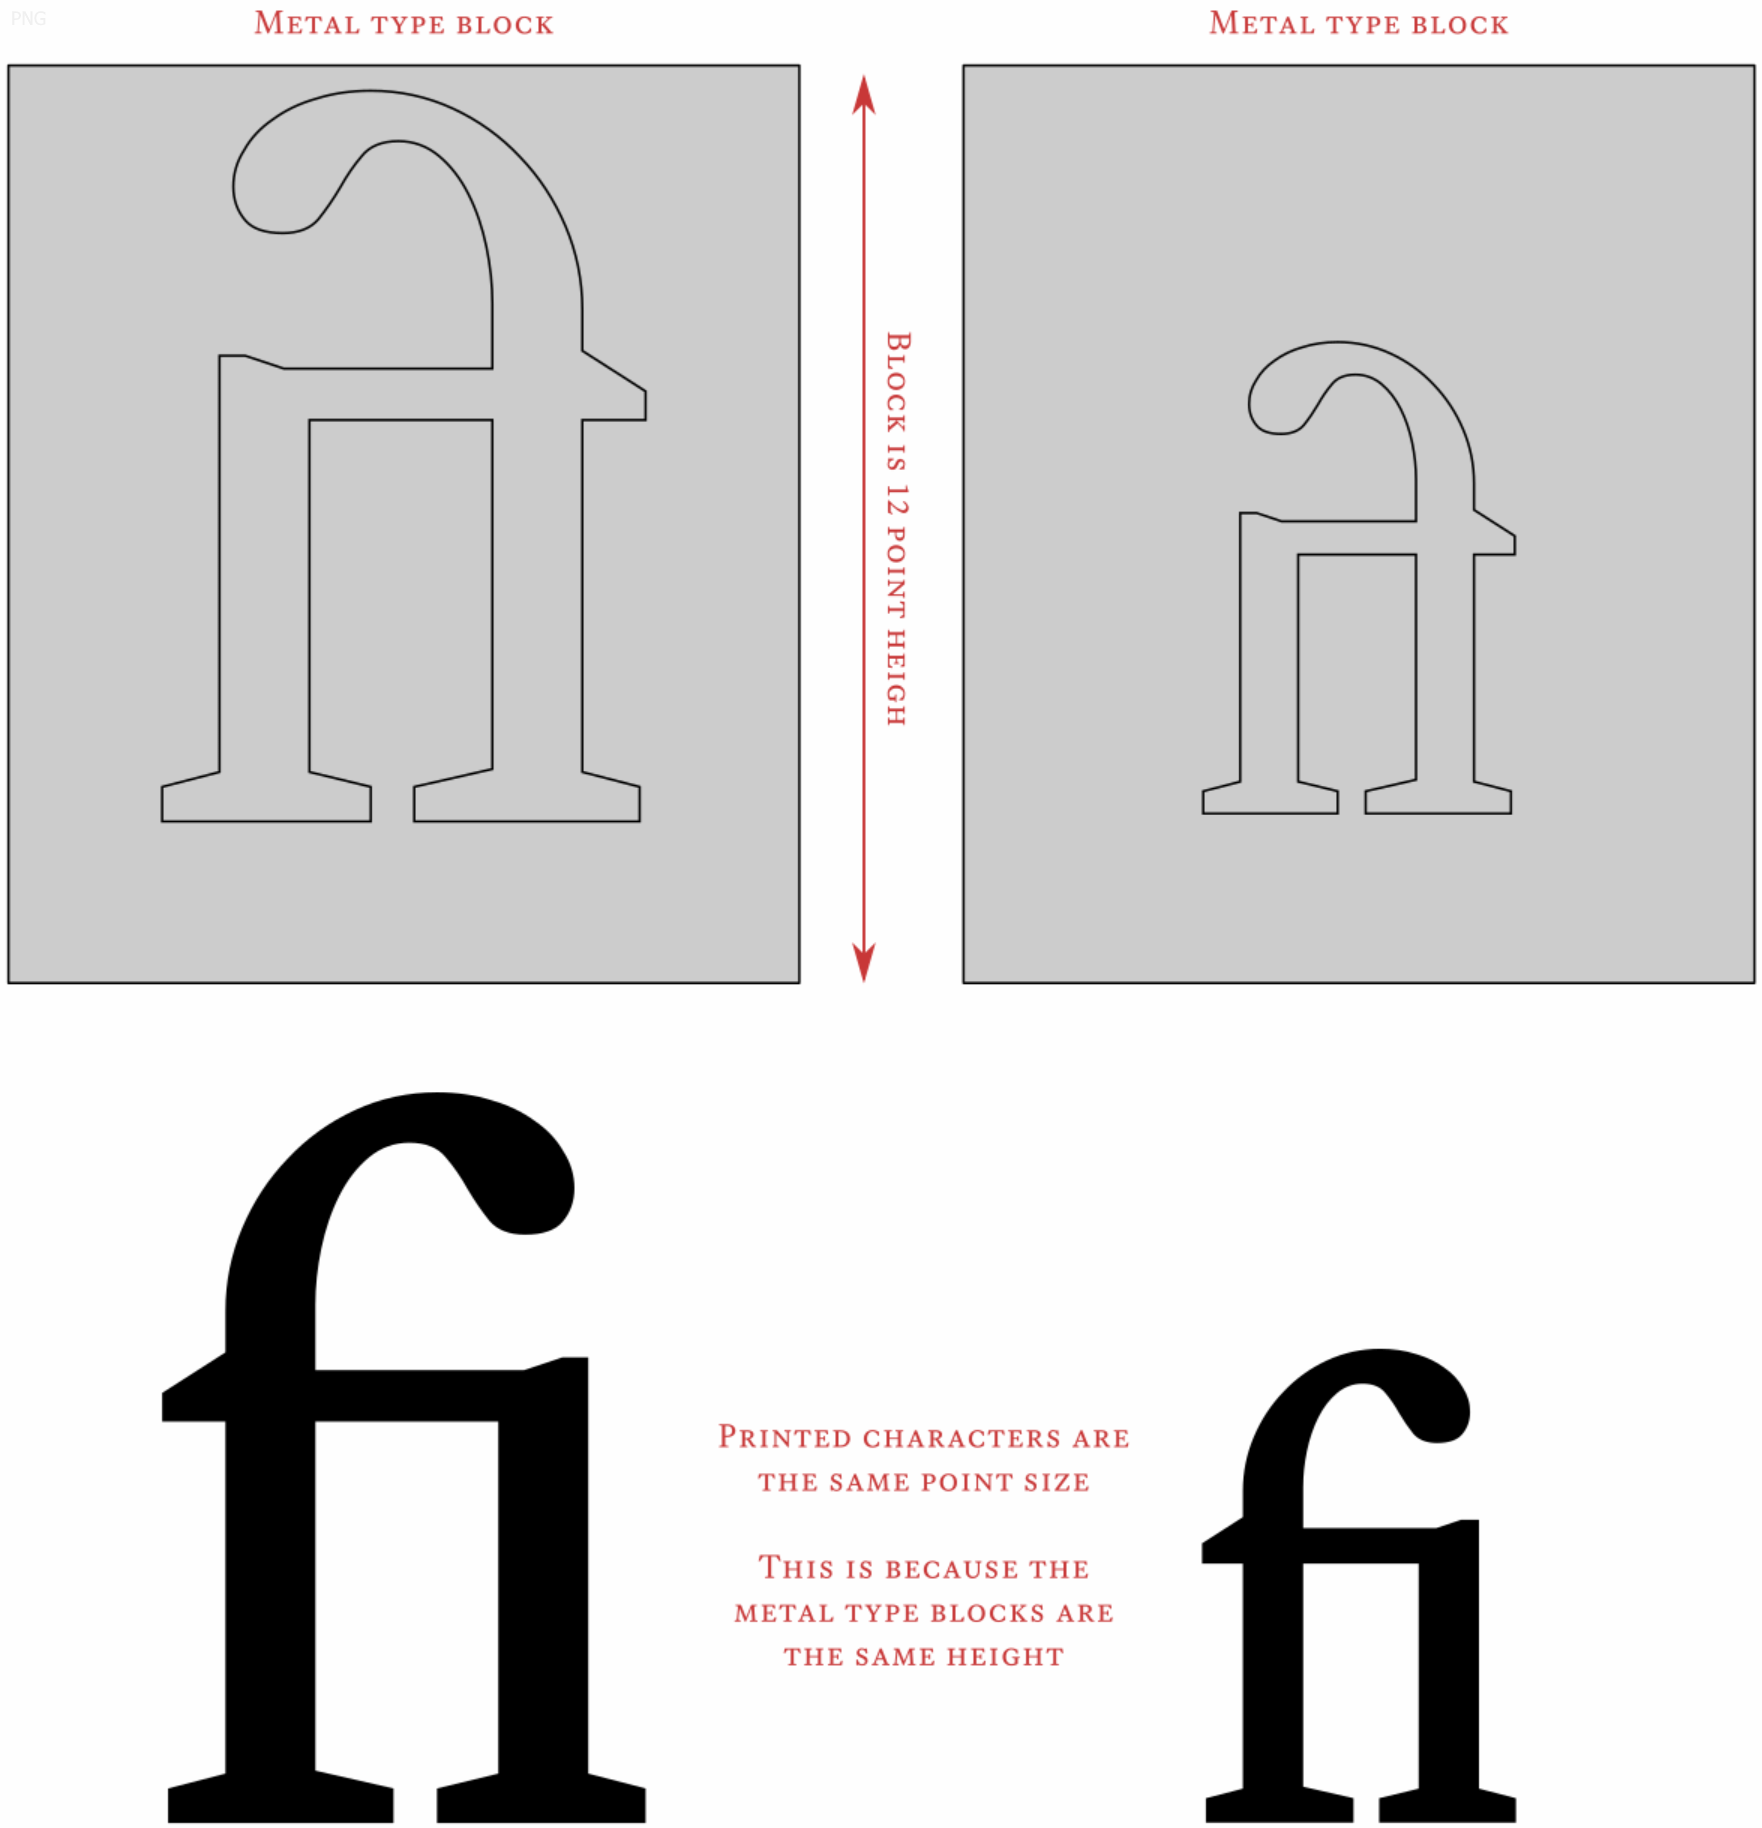 PNG
Metal type block
Metal type block
Block is 12 point heigh
fi
fi
Printed characters are
the same point size
This is because the
metal type blocks are
the same height